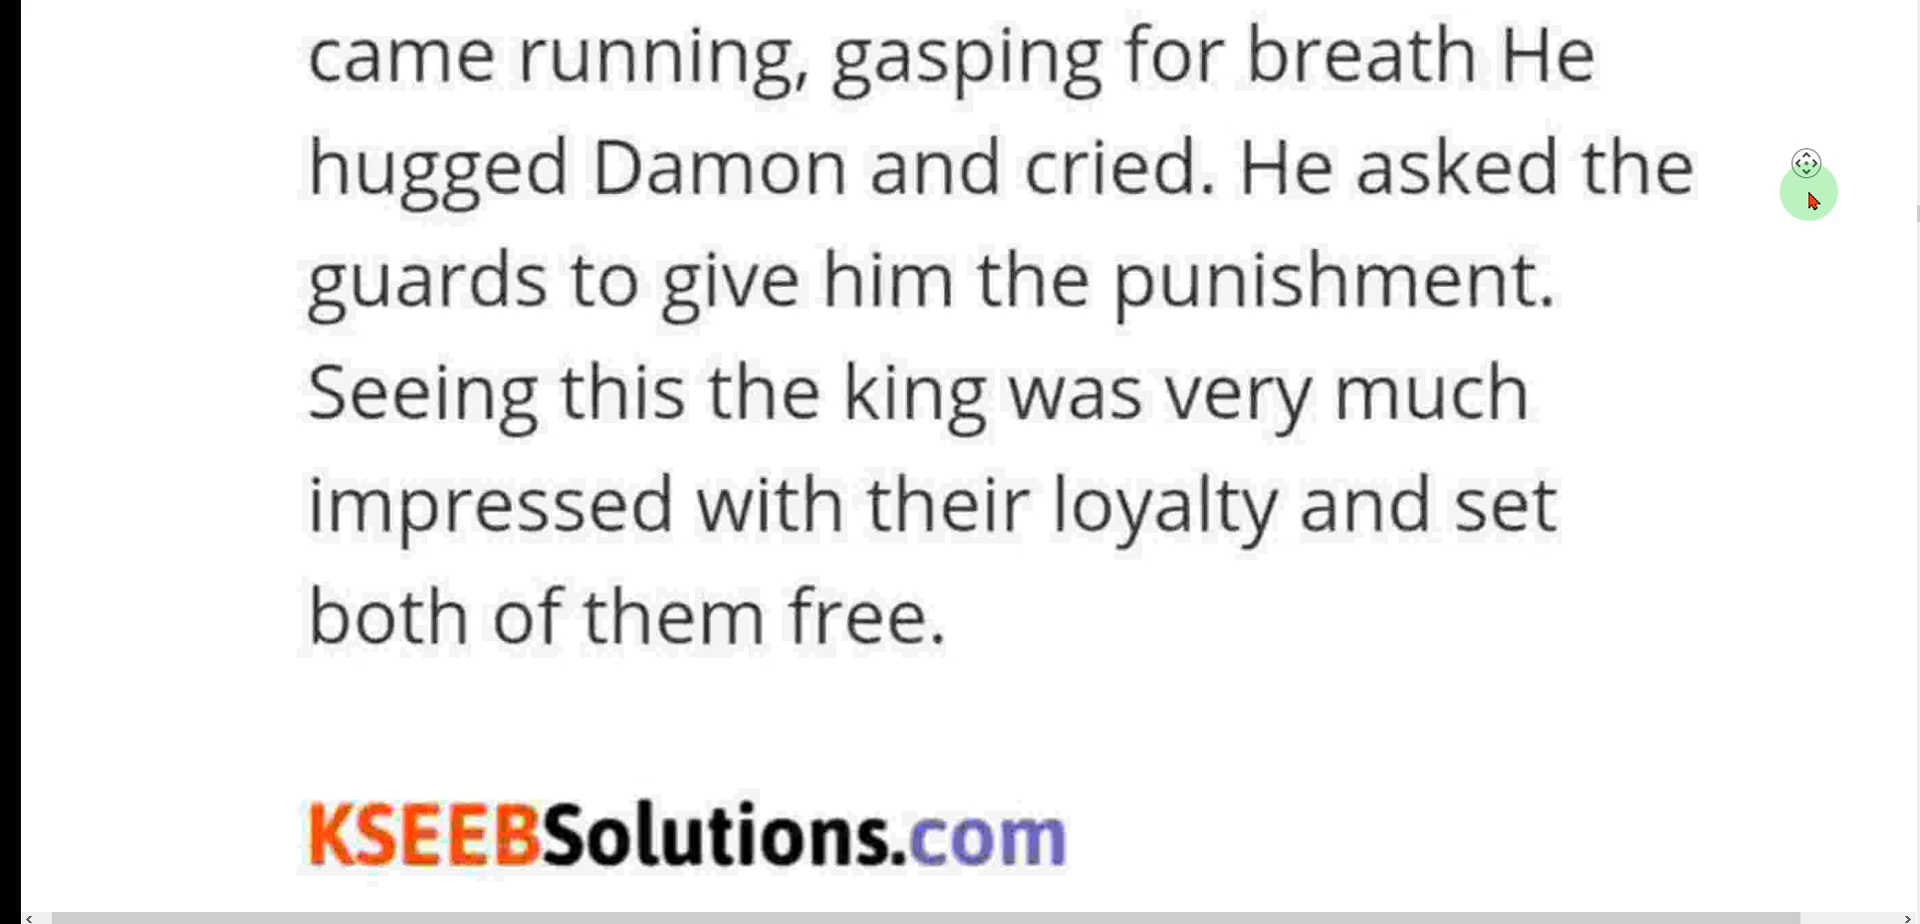 came running, gasping for breath He
hugged Damon and cried. He asked the
guards to give him the punishment.
Seeing this the king was very much
impressed with their loyalty and set
both of them free.
KSEEBSolutions.com